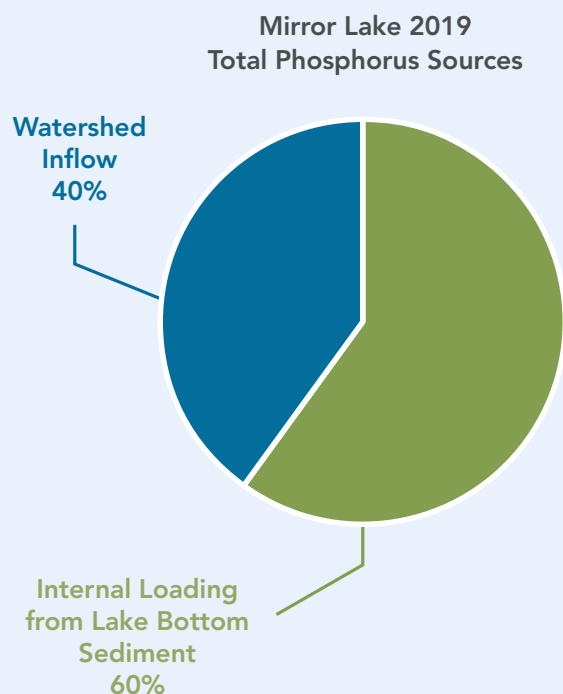 Mirror Lake 2019
Total Phosphorus Sources
Watershed
Inflow
40%
Internal Loading
from Lake Bottom
Sediment
60%